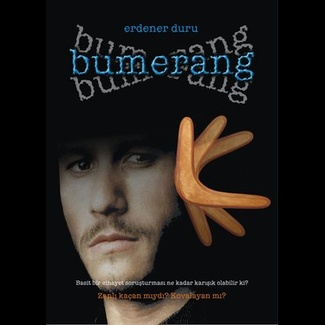 erdener duru
bumerang
bumerang
bumerang
Basit bir cinayet soruşturması ne kadar karışık olabilir ki?
Zanlı kaçan mıydı? Kovalayan mı?